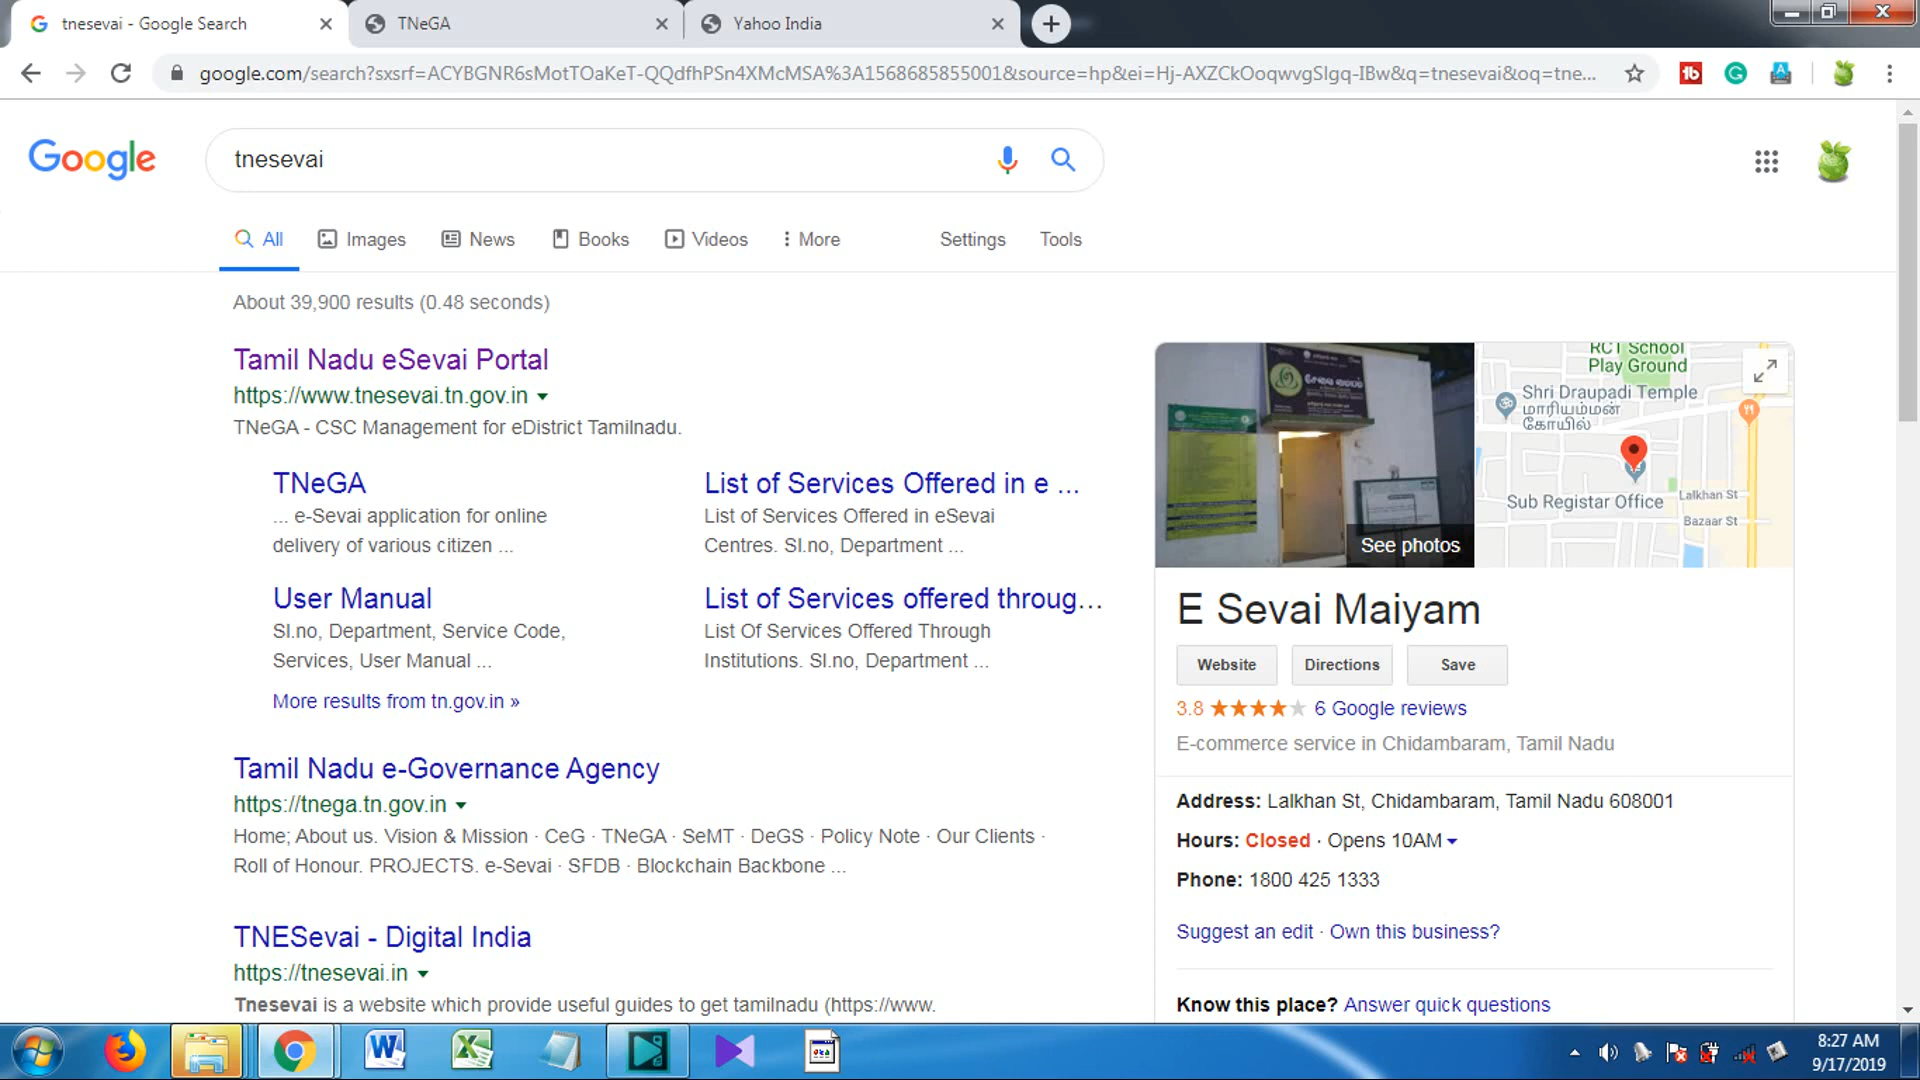 tnesevai - Google Search
TNeGA
Yahoo India
google.com/search?sxsrf=ACYBGNR6sMotTOaKeT-QQdfhPSn4XMcMSA%3A1568685855001&source=hp&ei=Hj-AXZCkOoqwvgSlgq-IBw&q=tnesevai&oq=tne...
Google
tnesevai
All
Images
News
Books
Videos
More
Settings
Tools
About 39,900 results (0.48 seconds)
Tamil Nadu eSevai Portal
https://www.tnesevai.tn.gov.in
TNeGA - CSC Management for eDistrict Tamilnadu.
TNeGA
... e-Sevai application for online
delivery of various citizen ...
List of Services Offered in e ...
List of Services Offered in eSevai
Centres. Sl.no, Department ...
User Manual
Sl.no, Department, Service Code,
Services, User Manual ...
List of Services offered throug...
List Of Services Offered Through
Institutions. Sl.no, Department ...
More results from tn.gov.in »
Tamil Nadu e-Governance Agency
https://tnega.tn.gov.in
Home; About us. Vision & Mission · CeG · TNeGA · SeMT · DeGS · Policy Note · Our Clients ·
Roll of Honour. PROJECTS. e-Sevai · SFDB · Blockchain Backbone ...
TNESevai - Digital India
https://tnesevai.in
Tnesevai is a website which provide useful guides to get tamilnadu (https://www.
See photos
RCT School
Play Ground
Shri Draupadi Temple
மாரியம்மன்
கோயில்
Sub Registar Office
Lalkhan St
Bazaar St
E Sevai Maiyam
Website
Directions
Save
3.8 6 Google reviews
E-commerce service in Chidambaram, Tamil Nadu
Address: Lalkhan St, Chidambaram, Tamil Nadu 608001
Hours: Closed · Opens 10AM
Phone: 1800 425 1333
Suggest an edit · Own this business?
Know this place? Answer quick questions
8:27 AM
9/17/2019